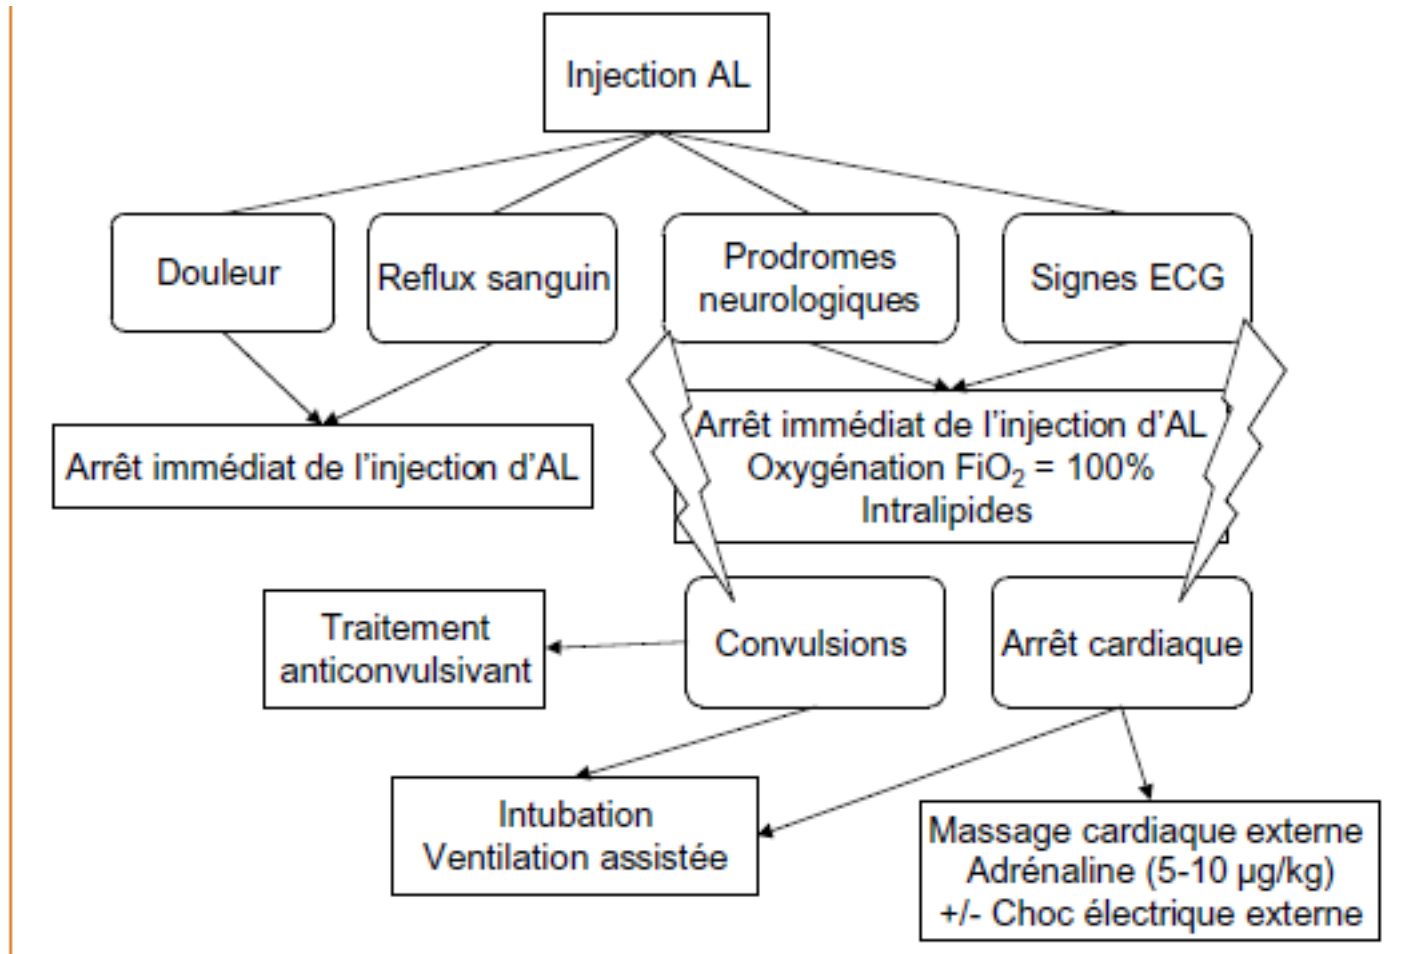 Injection AL
Douleur
Reflux sanguin
Prodromes
neurologiques
Signes ECG
Arrêt immédiat de l'injection d'AL
Arrêt immédiat de l'injection d'AL
Oxygénation FiO₂ = 100%
Intralipides
Traitement
anticonvulsivant
Convulsions
Arrêt cardiaque
Intubation
Ventilation assistée
Massage cardiaque externe
Adrénaline (5-10 µg/kg)
+/- Choc électrique externe